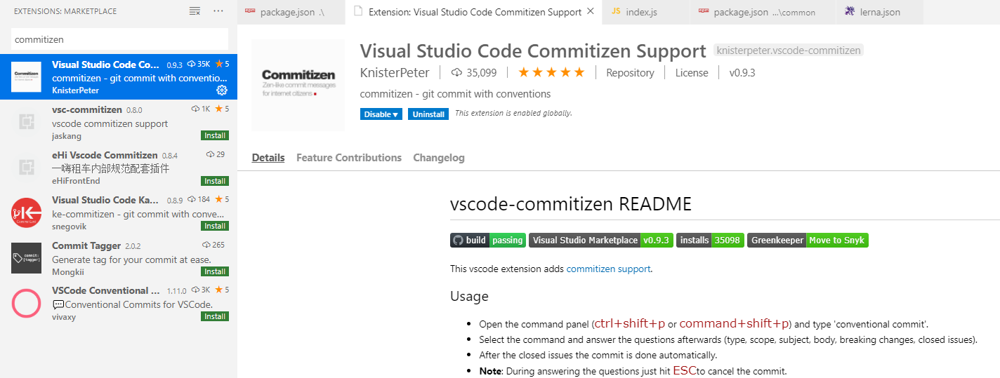 EXTENSIONS: MARKETPLACE
commitizen
Visual Studio Code Co... 0.9.3 35K 5
commitizen - git commit with conventio...
KnisterPeter
vsc-commitizen 0.8.0 1K 5
vscode commitizen support
jaskang Install
eHi Vscode Commitizen 0.8.4 29
一嗨租车内部规范配套插件
eHiFrontEnd Install
Visual Studio Code Ka... 0.8.9 184 5
ke-commitizen - git commit with conve...
snegovik Install
Commit Tagger 2.0.2 265
Generate tag for your commit at ease.
Mongkii Install
VSCode Conventional ... 1.11.0 3K 5
Conventional Commits for VSCode.
vivaxy Install
package.json .\
Extension: Visual Studio Code Commitizen Support
JS index.js
package.json ...\common
lerna.json
Commitizen
Zen-like commit messages
for internet citizens
Visual Studio Code Commitizen Support knisterpeter.vscode-commitizen
KnisterPeter 35,099 Repository License v0.9.3
commitizen - git commit with conventions
Disable Uninstall This extension is enabled globally.
Details Feature Contributions Changelog
vscode-commitizen README
build passing Visual Studio Marketplace v0.9.3 installs 35098 Greenkeeper Move to Snyk
This vscode extension adds commitizen support.
Usage
Open the command panel (ctrl+shift+p or command+shift+p) and type 'conventional commit'.
Select the command and answer the questions afterwards (type, scope, subject, body, breaking changes, closed issues).
After the closed issues the commit is done automatically.
Note: During answering the questions just hit ESCto cancel the commit.